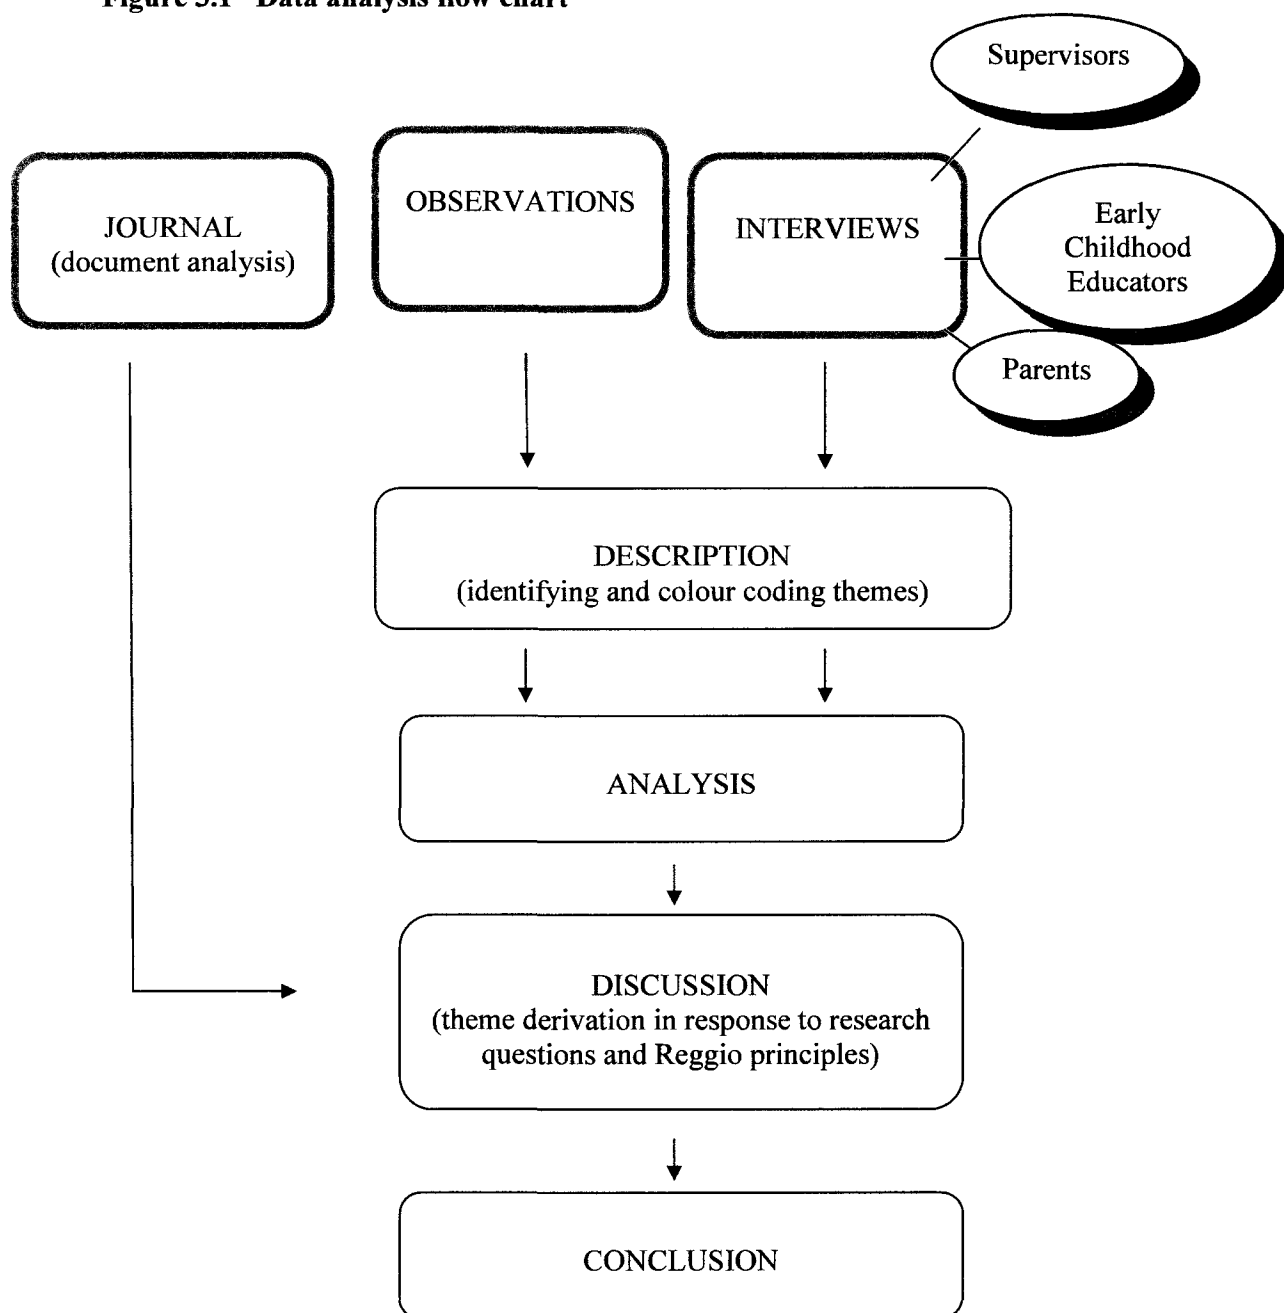 Figure 3.1 Data analysis flow chart
Supervisors
JOURNAL
(document analysis)
OBSERVATIONS
INTERVIEWS
Early
Childhood
Educators
Parents
DESCRIPTION
(identifying and colour coding themes)
ANALYSIS
DISCUSSION
(theme derivation in response to research
questions and Reggio principles)
CONCLUSION